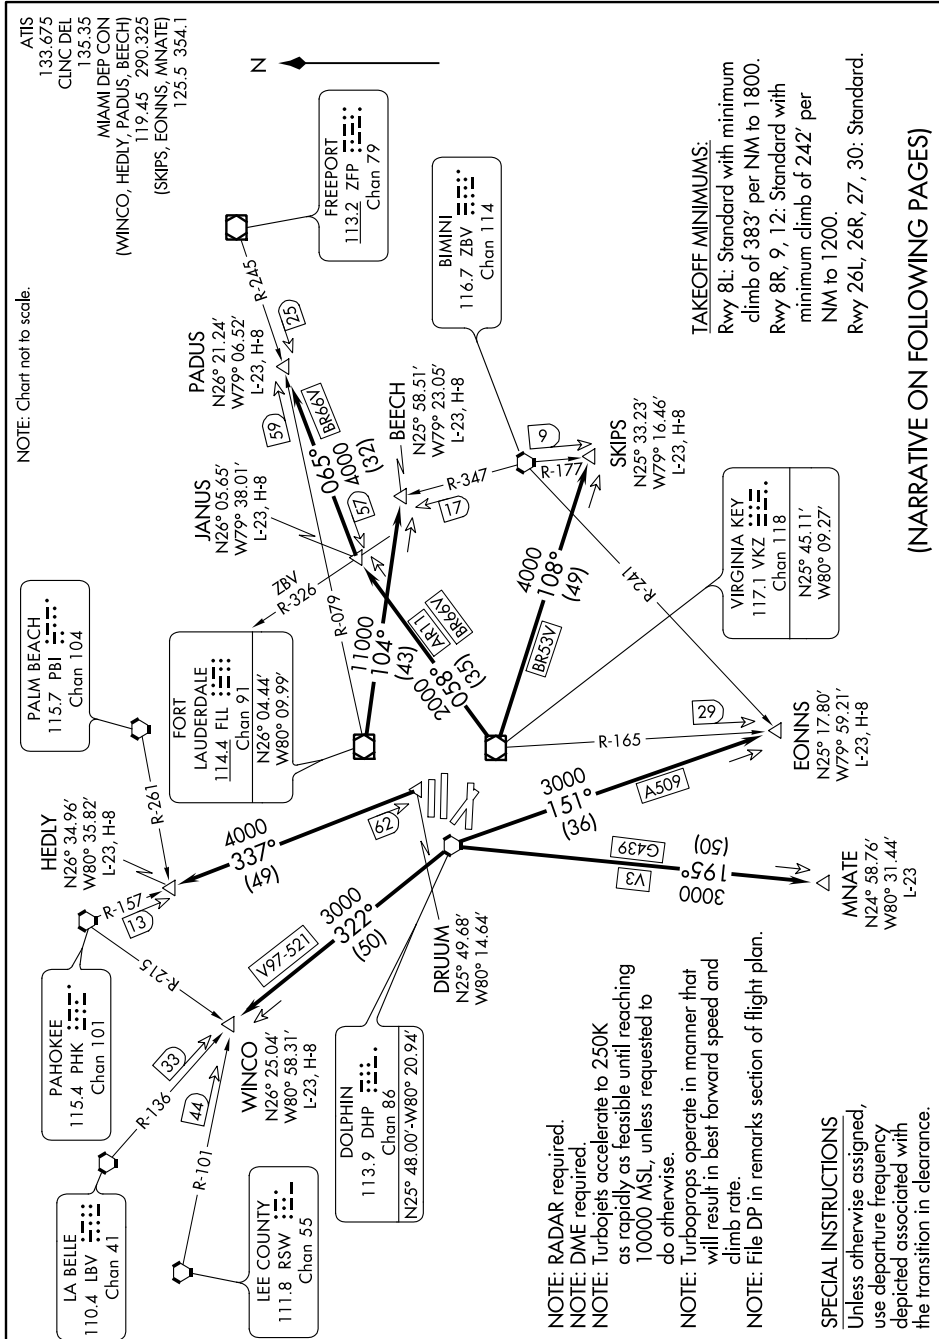 ATIS
133.675
CLNC DEL
135.35
MIAMI DEP CON
(WINCO, HEDLY, PADUS, BEECH)
119.45 290.325
(SKIPS, EONNS, MNATE)
125.5 354.1
NOTE: Chart not to scale.
N
FREEPORT
113.2 ZFP
Chan 79
R-245
25
PADUS
N26° 21.24'
W79° 06.52'
L-23, H-8
59
BR66V
065°
4000
(32)
JANUS
N26° 05.65'
W79° 38.01'
L-23, H-8
57
BEECH
N25° 58.51'
W79° 23.05'
L-23, H-8
BIMINI
116.7 ZBV
Chan 114
R-347
17
9
R-177
SKIPS
N25° 33.23'
W79° 16.46'
L-23, H-8
R-241
ZBV
R-326
R-079
11000
104°
(43)
AR11
BR66V
2000
058°
(35)
4000
108°
(49)
BR53V
PALM BEACH
115.7 PBI
Chan 104
FORT
LAUDERDALE
114.4 FLL
Chan 91
N26° 04.44'
W80° 09.99'
VIRGINIA KEY
117.1 VKZ
Chan 118
N25° 45.11'
W80° 09.27'
R-165
29
EONNS
N25° 17.80'
W79° 59.21'
L-23, H-8
R-261
HEDLY
N26° 34.96'
W80° 35.82'
L-23, H-8
4000
337°
(49)
62
3000
151°
(36)
A509
G439
V3
3000
195°
(50)
MNATE
N24° 58.76'
W80° 31.44'
L-23
DRUUM
N25° 49.68'
W80° 14.64'
R-157
13
R-215
V97-521
3000
322°
(50)
PAHOKEE
115.4 PHK
Chan 101
WINCO
N26° 25.04'
W80° 58.31'
L-23, H-8
DOLPHIN
113.9 DHP
Chan 86
N25° 48.00'-W80° 20.94'
33
R-136
44
R-101
LA BELLE
110.4 LBV
Chan 41
LEE COUNTY
111.8 RSW
Chan 55
TAKEOFF MINIMUMS:
Rwy 8L: Standard with minimum
climb of 383' per NM to 1800.
Rwy 8R, 9, 12: Standard with
minimum climb of 242' per
NM to 1200.
Rwy 26L, 26R, 27, 30: Standard.
NOTE: RADAR required.
NOTE: DME required.
NOTE: Turbojets accelerate to 250K
as rapidly as feasible until reaching
10000 MSL, unless requested to
do otherwise.
NOTE: Turboprops operate in manner that
will result in best forward speed and
climb rate.
NOTE: File DP in remarks section of flight plan.
SPECIAL INSTRUCTIONS
Unless otherwise assigned,
use departure frequency
depicted associated with
the transition in clearance.
(NARRATIVE ON FOLLOWING PAGES)